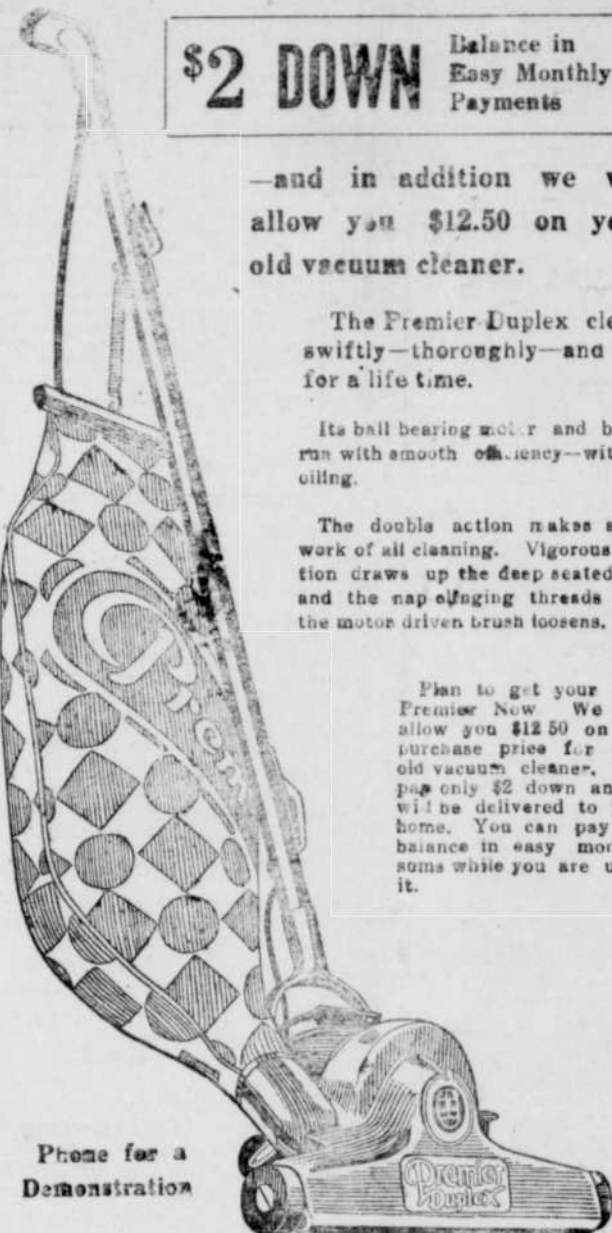 $2 DOWN
Balance in
Easy Monthly
Payments
—and in addition we
allow you $12.50 on
old vacuum cleaner.
The Premier Duplex
swiftly—thoroughly—and
for a life time.
Its ball bearing motor and
run with smooth efficiency—
oiling.
The double action makes
work of all cleaning. Vigorous
tion draws up the deep seated
and the nap clinging threads
the motor driven brush loosens.
Plan to get your
Premier Now We
allow you $12 50 on
purchase price for
old vacuum cleaner.
pay only $2 down
will be delivered to
home. You can pay
balance in easy
sums while you are
it.
Prem
Phone for a
Demonstration
Premier
Duplex